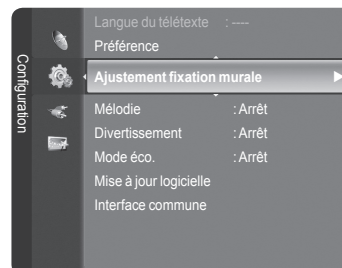 Configuration
Langue du télétexte : ----
Préférence
Ajustement fixation murale
Mélodie : Arrêt
Divertissement : Arrêt
Mode éco. : Arrêt
Mise à jour logicielle
Interface commune